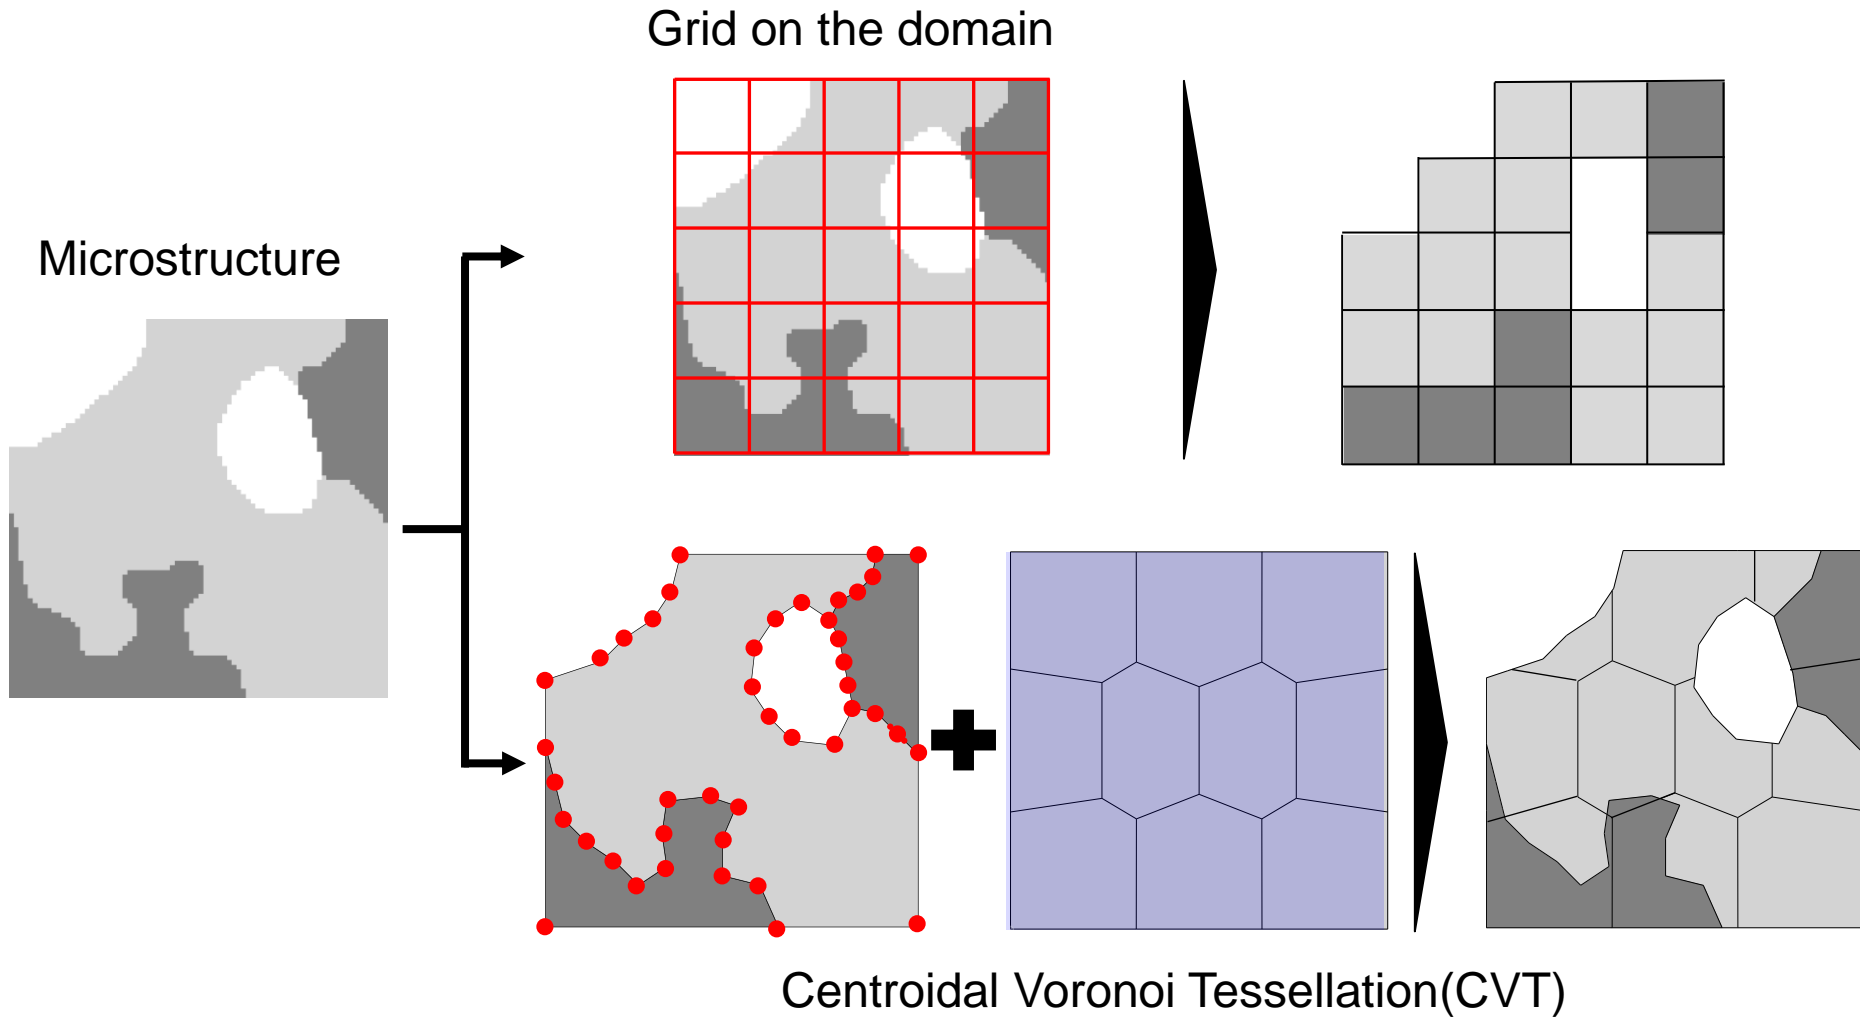 Grid on the domain
Microstructure
Centroidal Voronoi Tessellation(CVT)